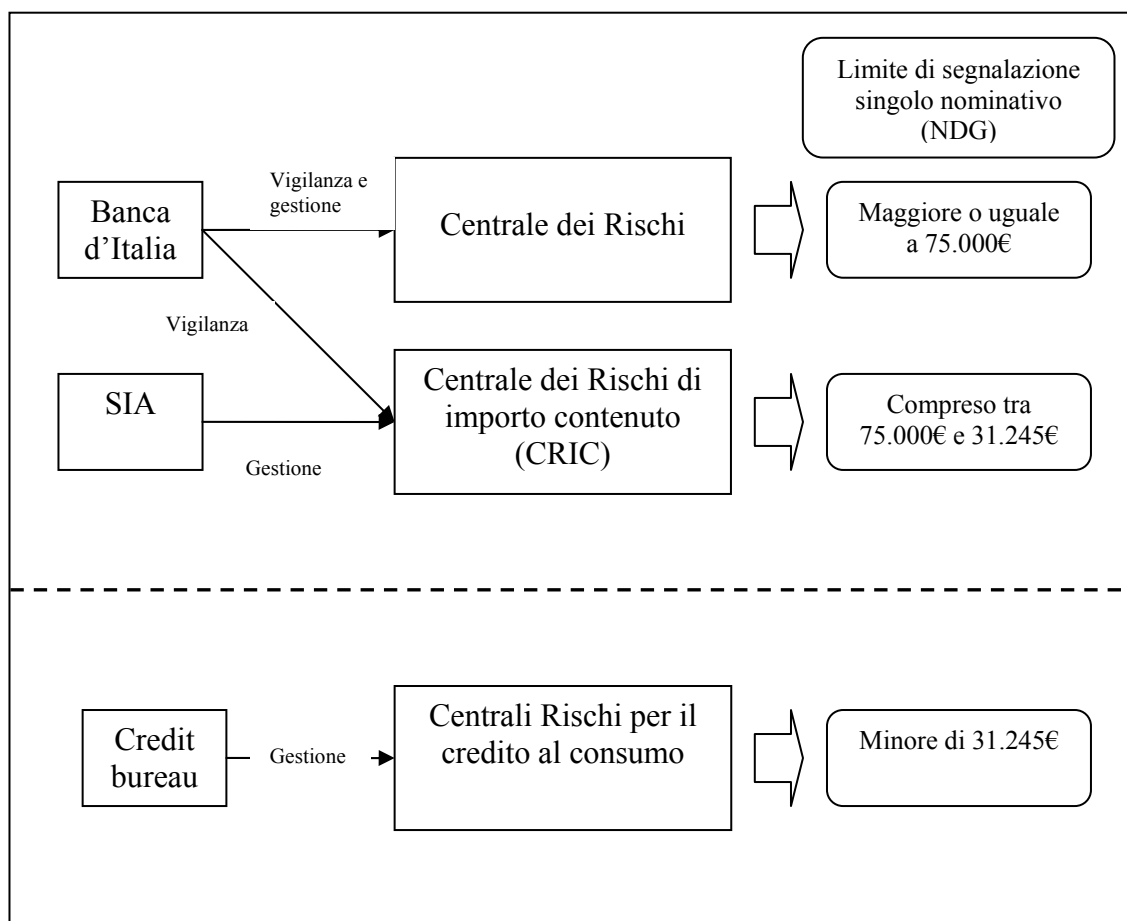 Limite di segnalazione
singolo nominativo
(NDG)
Banca
d’Italia
Vigilanza e
gestione
Centrale dei Rischi
Maggiore o uguale
a 75.000€
Vigilanza
SIA
Gestione
Centrale dei Rischi di
importo contenuto
(CRIC)
Compreso tra
75.000€ e 31.245€
Credit
bureau
Gestione
Centrali Rischi per il
credito al consumo
Minore di 31.245€